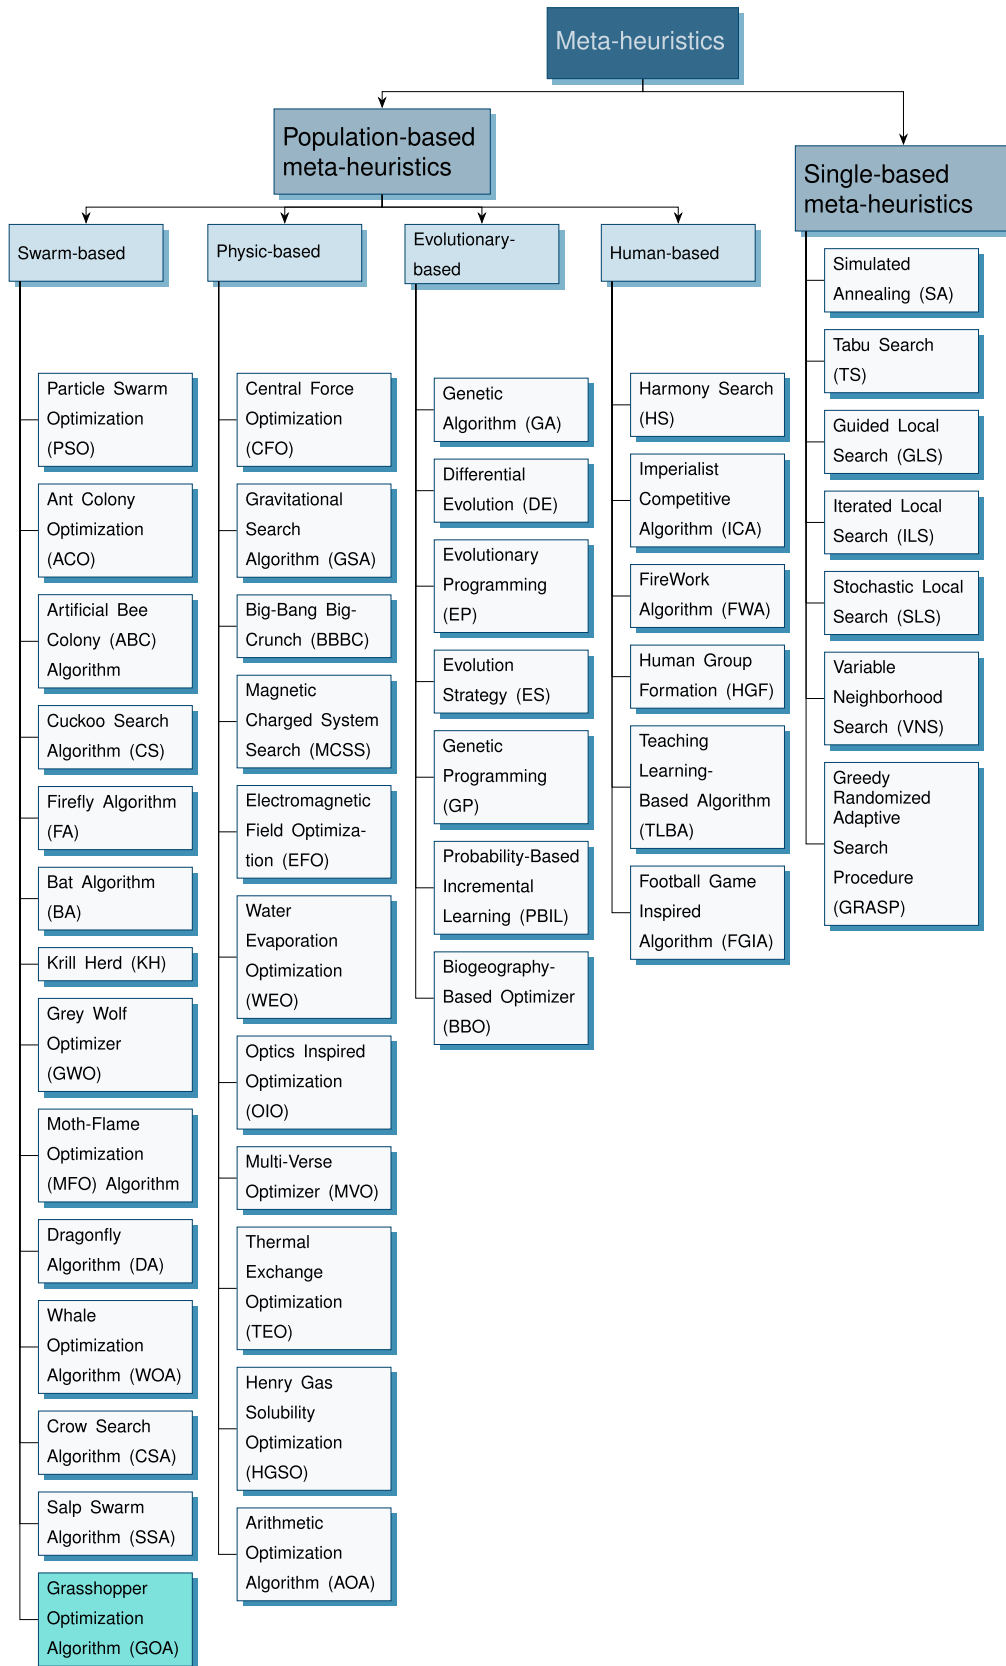 Meta-heuristics
Population-based
meta-heuristics
Single-based
meta-heuristics
Swarm-based
Physic-based
Evolutionary-
based
Human-based
Particle Swarm
Optimization
(PSO)
Ant Colony
Optimization
(ACO)
Artificial Bee
Colony (ABC)
Algorithm
Cuckoo Search
Algorithm (CS)
Firefly Algorithm
(FA)
Bat Algorithm
(BA)
Krill Herd (KH)
Grey Wolf
Optimizer
(GWO)
Moth-Flame
Optimization
(MFO) Algorithm
Dragonfly
Algorithm (DA)
Whale
Optimization
Algorithm (WOA)
Crow Search
Algorithm (CSA)
Salp Swarm
Algorithm (SSA)
Grasshopper
Optimization
Algorithm (GOA)
Central Force
Optimization
(CFO)
Gravitational
Search
Algorithm (GSA)
Big-Bang Big-
Crunch (BBBC)
Magnetic
Charged System
Search (MCSS)
Electromagnetic
Field Optimiza-
tion (EFO)
Water
Evaporation
Optimization
(WEO)
Optics Inspired
Optimization
(OIO)
Multi-Verse
Optimizer (MVO)
Thermal
Exchange
Optimization
(TEO)
Henry Gas
Solubility
Optimization
(HGSO)
Arithmetic
Optimization
Algorithm (AOA)
Genetic
Algorithm (GA)
Differential
Evolution (DE)
Evolutionary
Programming
(EP)
Evolution
Strategy (ES)
Genetic
Programming
(GP)
Probability-Based
Incremental
Learning (PBIL)
Biogeography-
Based Optimizer
(BBO)
Harmony Search
(HS)
Imperialist
Competitive
Algorithm (ICA)
FireWork
Algorithm (FWA)
Human Group
Formation (HGF)
Teaching
Learning-
Based Algorithm
(TLBA)
Football Game
Inspired
Algorithm (FGIA)
Simulated
Annealing (SA)
Tabu Search
(TS)
Guided Local
Search (GLS)
Iterated Local
Search (ILS)
Stochastic Local
Search (SLS)
Variable
Neighborhood
Search (VNS)
Greedy
Randomized
Adaptive
Search
Procedure
(GRASP)